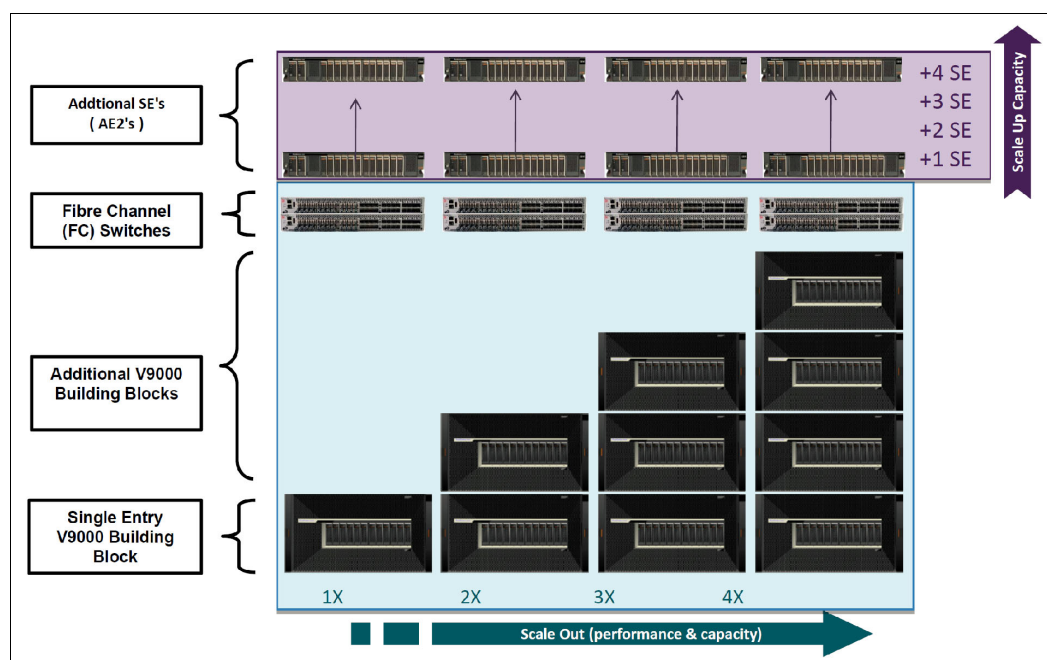 Addtional SE's
( AE2's )
+4 SE
+3 SE
+2 SE
+1 SE
Scale Up Capacity
Fibre Channel
(FC) Switches
Additional V9000
Building Blocks
Single Entry
V9000 Building
Block
1X
2X
3X
4X
Scale Out (performance & capacity)